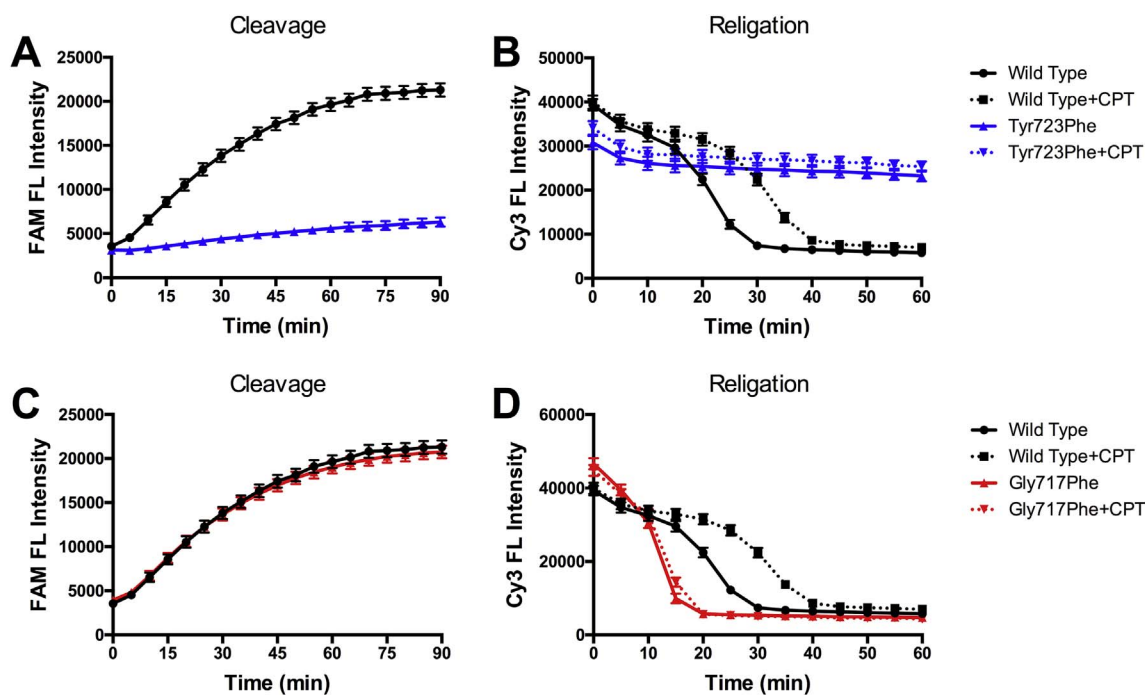 A
Cleavage
FAM FL Intensity
25000
20000
15000
10000
5000
0
0 15 30 45 60 75 90
Time (min)
B
Religation
Cy3 FL Intensity
50000
40000
30000
20000
10000
0
0 10 20 30 40 50 60
Time (min)
Wild Type
Wild Type+CPT
Tyr723Phe
Tyr723Phe+CPT
C
Cleavage
FAM FL Intensity
25000
20000
15000
10000
5000
0
0 15 30 45 60 75 90
Time (min)
D
Religation
Cy3 FL Intensity
60000
40000
20000
0
0 10 20 30 40 50 60
Time (min)
Wild Type
Wild Type+CPT
Gly717Phe
Gly717Phe+CPT